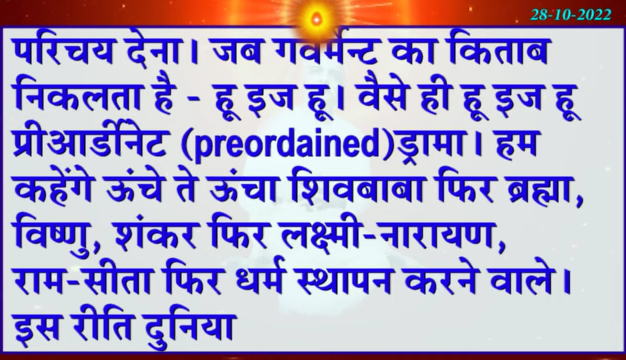 28-10-2022
परिचय देना। जब गवर्मेन्ट का किताब
निकलता है - हू इज हू। वैसे ही हू इज हू
प्रीआर्डीनेट (preordained)ड्रामा। हम
कहेंगे ऊंचे ते ऊंचा शिवबाबा फिर ब्रह्मा,
विष्णु, शंकर फिर लक्ष्मी-नारायण,
राम-सीता फिर धर्म स्थापन करने वाले।
इस रीति दुनिया